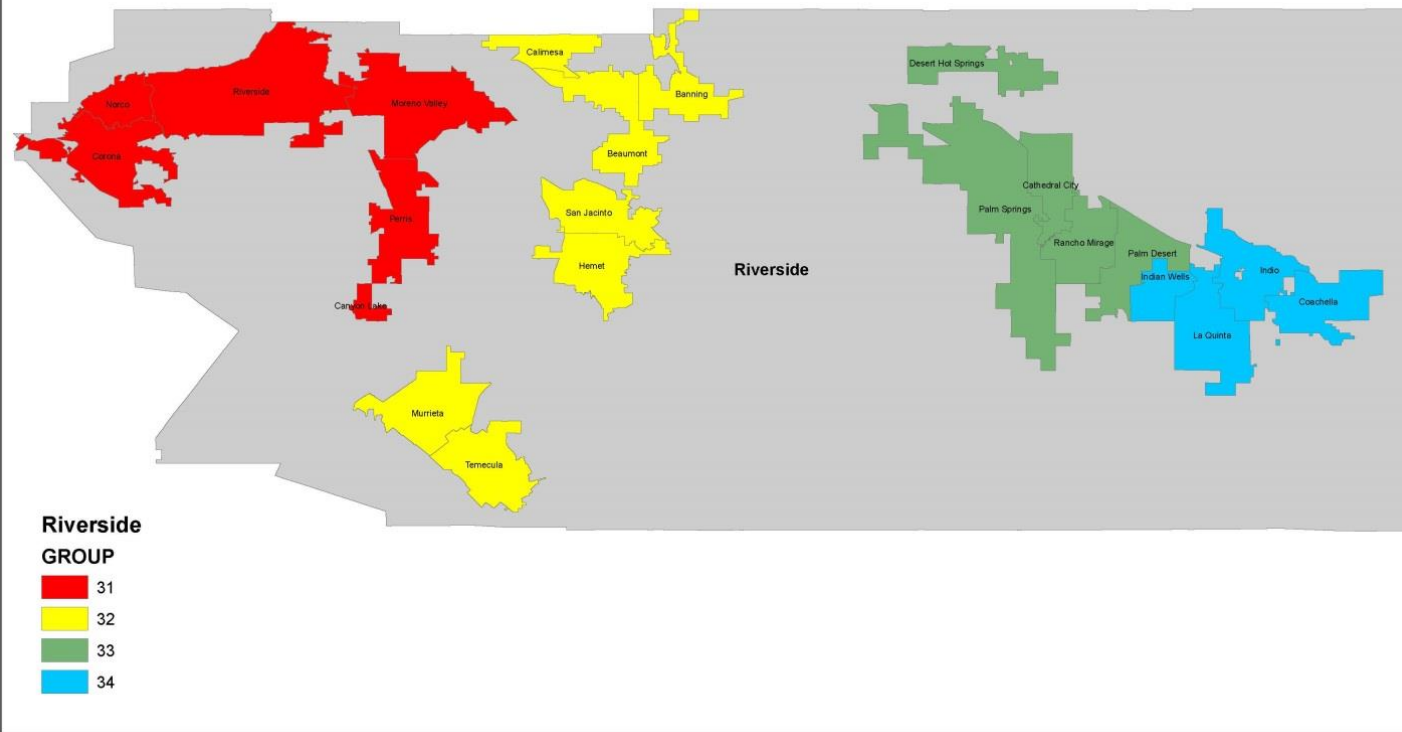 Calimesa
Desert Hot Springs
Riverside
Banning
Norco
Moreno Valley
Beaumont
Corona
Cathedral City
Palm Springs
San Jacinto
Perris
Rancho Mirage
Palm Desert
Hemet
Riverside
Indio
Indian Wells
Coachella
Canyon Lake
La Quinta
Murrieta
Temecula
Riverside
GROUP
31
32
33
34